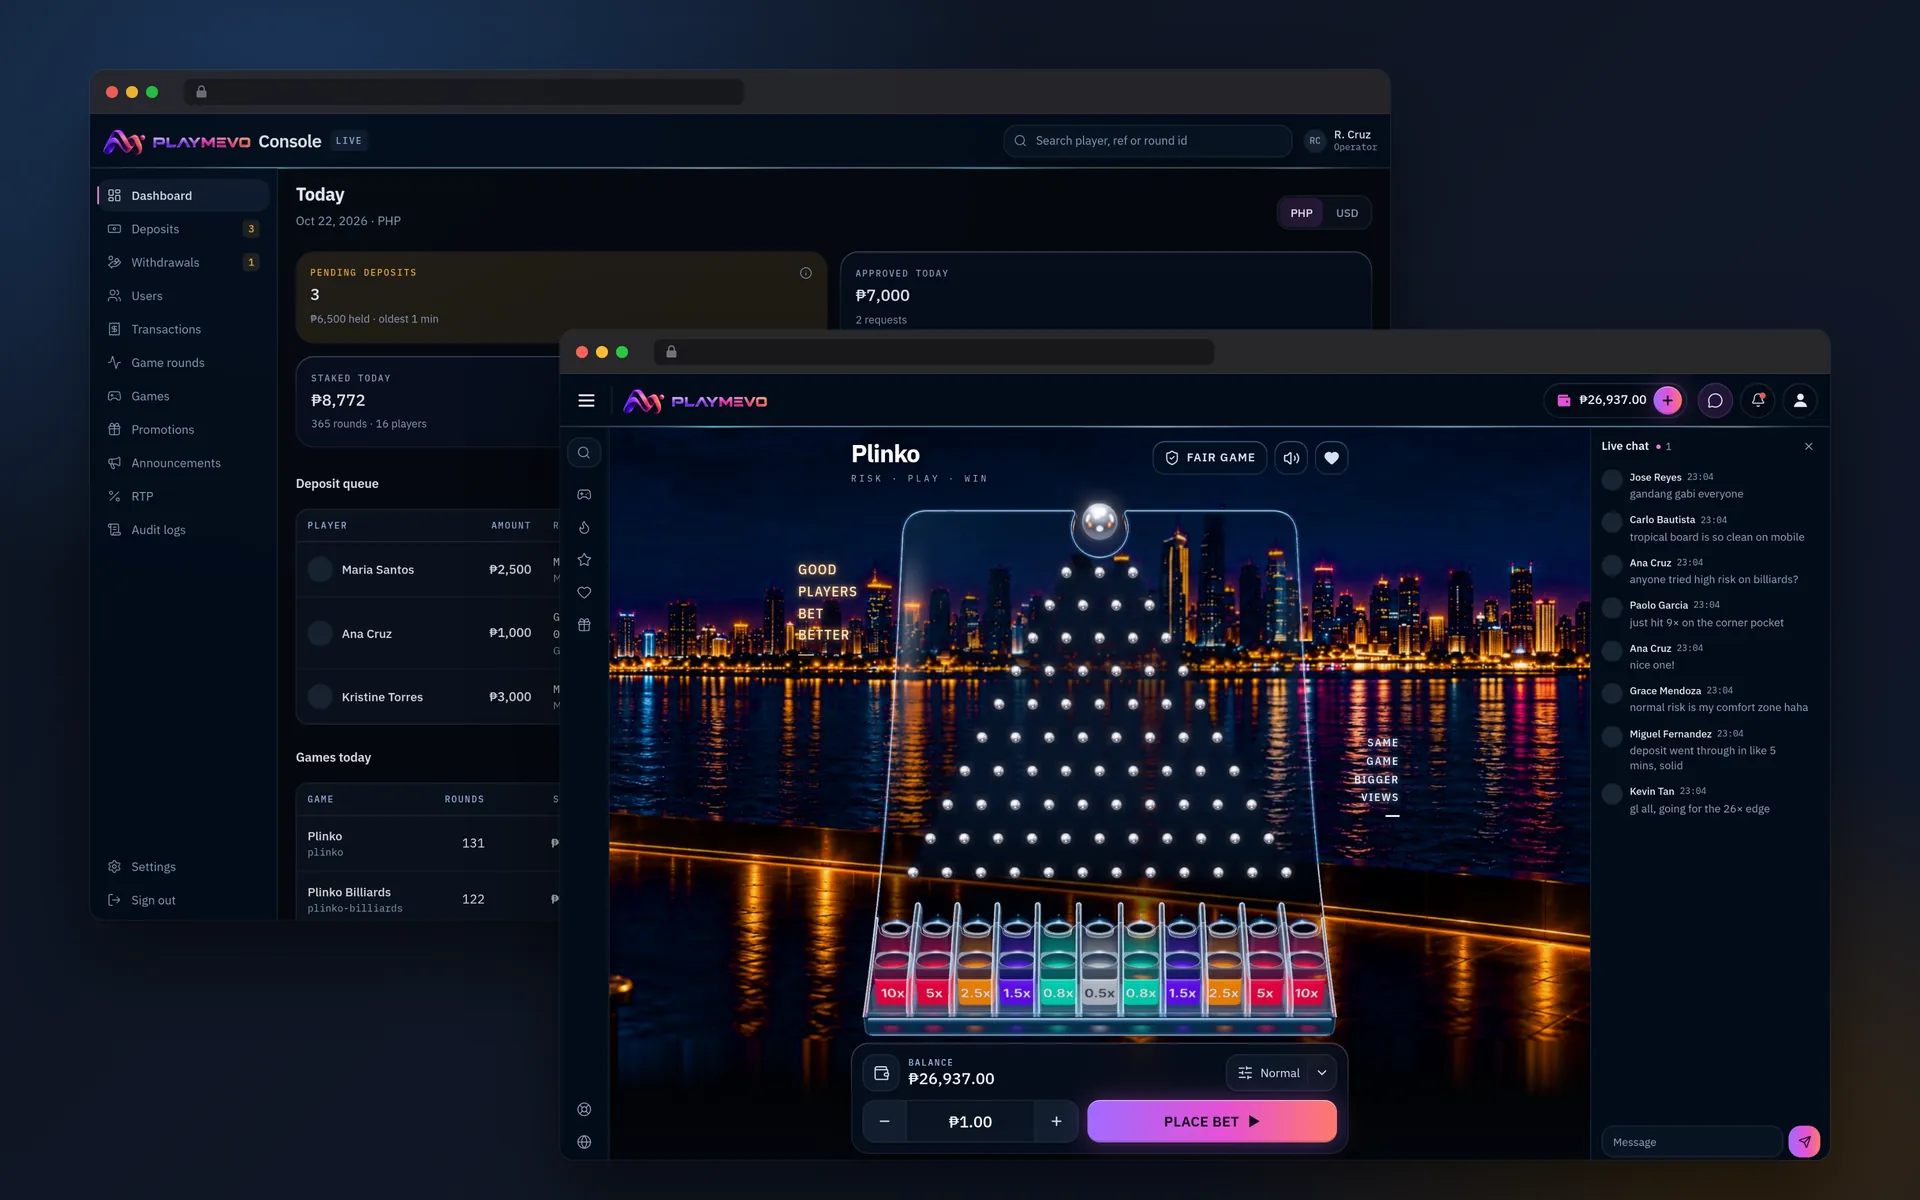 PLAYMEVO Console LIVE
Search player, ref or round id
RC
R. Cruz
Operator
Dashboard
Deposits 3
Withdrawals 1
Users
Transactions
Game rounds
Games
Promotions
Announcements
RTP
Audit logs
Settings
Sign out
Today
Oct 22, 2026 · PHP
PHP USD
PENDING DEPOSITS
3
₱6,500 held · oldest 1 min
APPROVED TODAY
₱7,000
2 requests
STAKED TODAY
₱8,772
365 rounds · 16 players
Deposit queue
PLAYER AMOUNT R
Maria Santos ₱2,500 M
M
Ana Cruz ₱1,000 G
0
G
Kristine Torres ₱3,000 M
M
Games today
GAME ROUNDS S
Plinko 131 ₱
plinko
Plinko Billiards 122 ₱
plinko-billiards
PLAYMEVO
₱26,937.00
Plinko
RISK · PLAY · WIN
FAIR GAME
GOOD
PLAYERS
BET
BETTER
SAME
GAME
BIGGER
VIEWS
10x 5x 2.5x 1.5x 0.8x 0.5x 0.8x 1.5x 2.5x 5x 10x
BALANCE
₱26,937.00
Normal
− ₱1.00 +
PLACE BET
Live chat • 1
Jose Reyes 23:04
gandang gabi everyone
Carlo Bautista 23:04
tropical board is so clean on mobile
Ana Cruz 23:04
anyone tried high risk on billiards?
Paolo Garcia 23:04
just hit 9× on the corner pocket
Ana Cruz 23:04
nice one!
Grace Mendoza 23:04
normal risk is my comfort zone haha
Miguel Fernandez 23:04
deposit went through in like 5
mins, solid
Kevin Tan 23:04
gl all, going for the 26× edge
Message